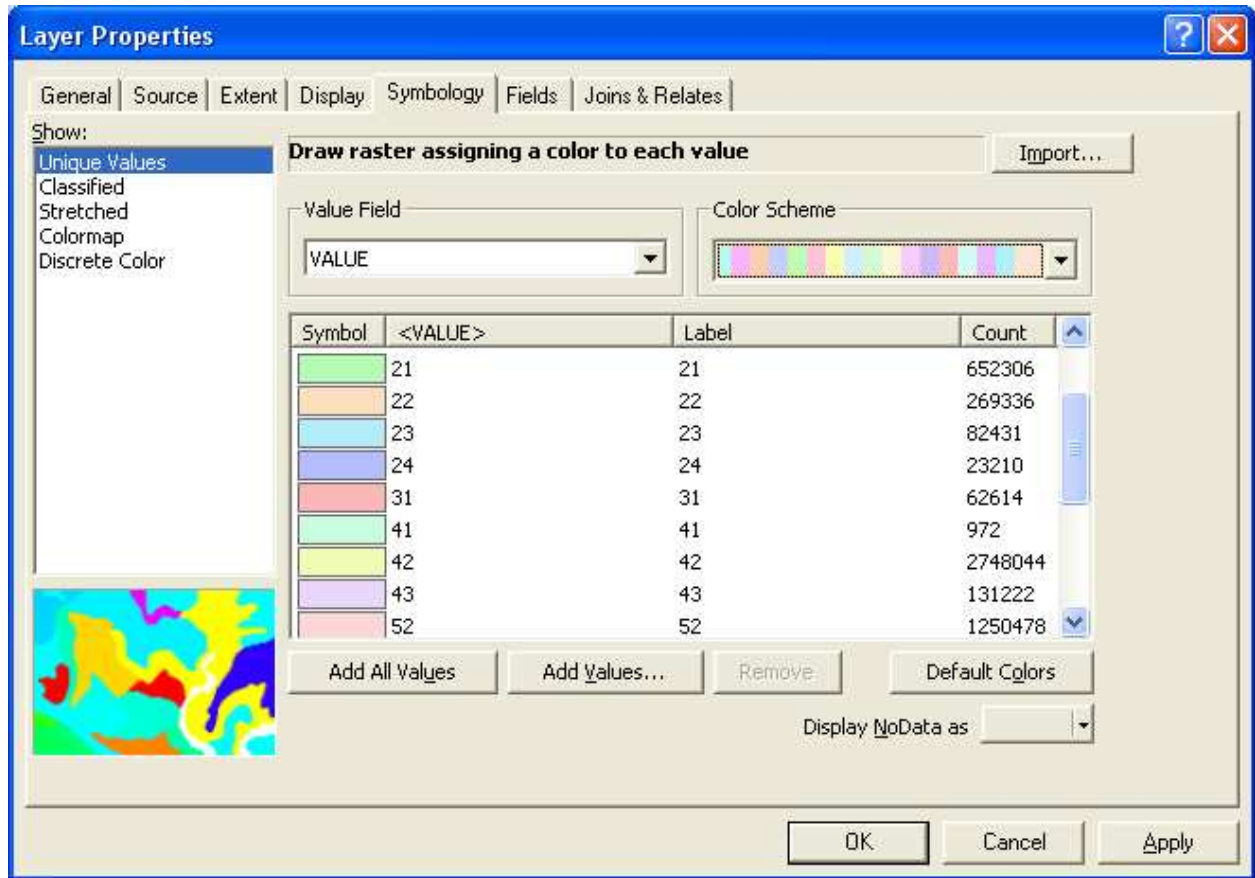 Layer Properties
General Source Extent Display Symbology Fields Joins & Relates
Show:
Unique Values
Classified
Stretched
Colormap
Discrete Color
Draw raster assigning a color to each value
Import...
Value Field
VALUE
Color Scheme
Symbol <VALUE> Label Count
21 21 652306
22 22 269336
23 23 82431
24 24 23210
31 31 62614
41 41 972
42 42 2748044
43 43 131222
52 52 1250478
Add All Values Add Values... Remove Default Colors
Display NoData as
OK Cancel Apply